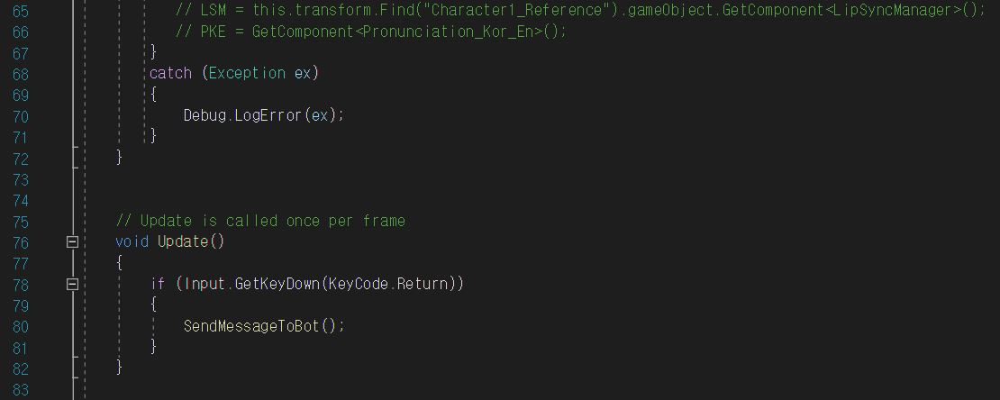 65 // LSM = this.transform.Find("Character1_Reference").gameObject.GetComponent<LipSyncManager>();
66 // PKE = GetComponent<Pronunciation_Kor_En>();
67 }
68 catch (Exception ex)
69 {
70 Debug.LogError(ex);
71 }
72 }
73
74
75 // Update is called once per frame
76 void Update()
77 {
78 if (Input.GetKeyDown(KeyCode.Return))
79 {
80 SendMessageToBot();
81 }
82 }
83